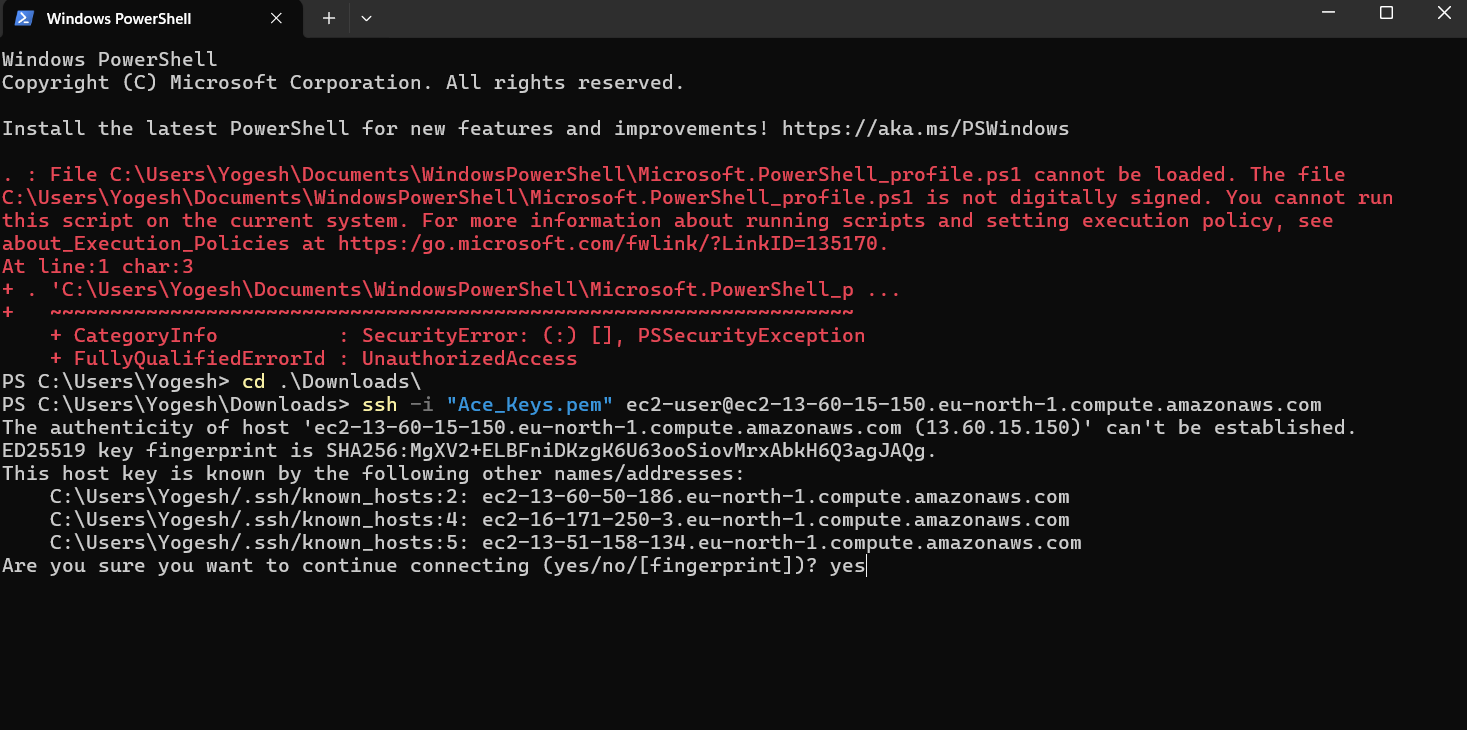 Windows PowerShell
Windows PowerShell
Copyright (C) Microsoft Corporation. All rights reserved.
Install the latest PowerShell for new features and improvements! https://aka.ms/PSWindows
. : File C:\Users\Yogesh\Documents\WindowsPowerShell\Microsoft.PowerShell_profile.ps1 cannot be loaded. The file
C:\Users\Yogesh\Documents\WindowsPowerShell\Microsoft.PowerShell_profile.ps1 is not digitally signed. You cannot run
this script on the current system. For more information about running scripts and setting execution policy, see
about_Execution_Policies at https:/go.microsoft.com/fwlink/?LinkID=135170.
At line:1 char:3
+ . 'C:\Users\Yogesh\Documents\WindowsPowerShell\Microsoft.PowerShell_p ...
+   ~~~~~~~~~~~~~~~~~~~~~~~~~~~~~~~~~~~~~~~~~~~~~~~~~~~~~~~~~~~~~~~~~~~
    + CategoryInfo          : SecurityError: (:) [], PSSecurityException
    + FullyQualifiedErrorId : UnauthorizedAccess
PS C:\Users\Yogesh> cd .\Downloads\
PS C:\Users\Yogesh\Downloads> ssh -i "Ace_Keys.pem" ec2-user@ec2-13-60-15-150.eu-north-1.compute.amazonaws.com
The authenticity of host 'ec2-13-60-15-150.eu-north-1.compute.amazonaws.com (13.60.15.150)' can't be established.
ED25519 key fingerprint is SHA256:MgXV2+ELBFniDKzgK6U63ooSiovMrxAbkH6Q3agJAQg.
This host key is known by the following other names/addresses:
    C:\Users\Yogesh/.ssh/known_hosts:2: ec2-13-60-50-186.eu-north-1.compute.amazonaws.com
    C:\Users\Yogesh/.ssh/known_hosts:4: ec2-16-171-250-3.eu-north-1.compute.amazonaws.com
    C:\Users\Yogesh/.ssh/known_hosts:5: ec2-13-51-158-134.eu-north-1.compute.amazonaws.com
Are you sure you want to continue connecting (yes/no/[fingerprint])? yes